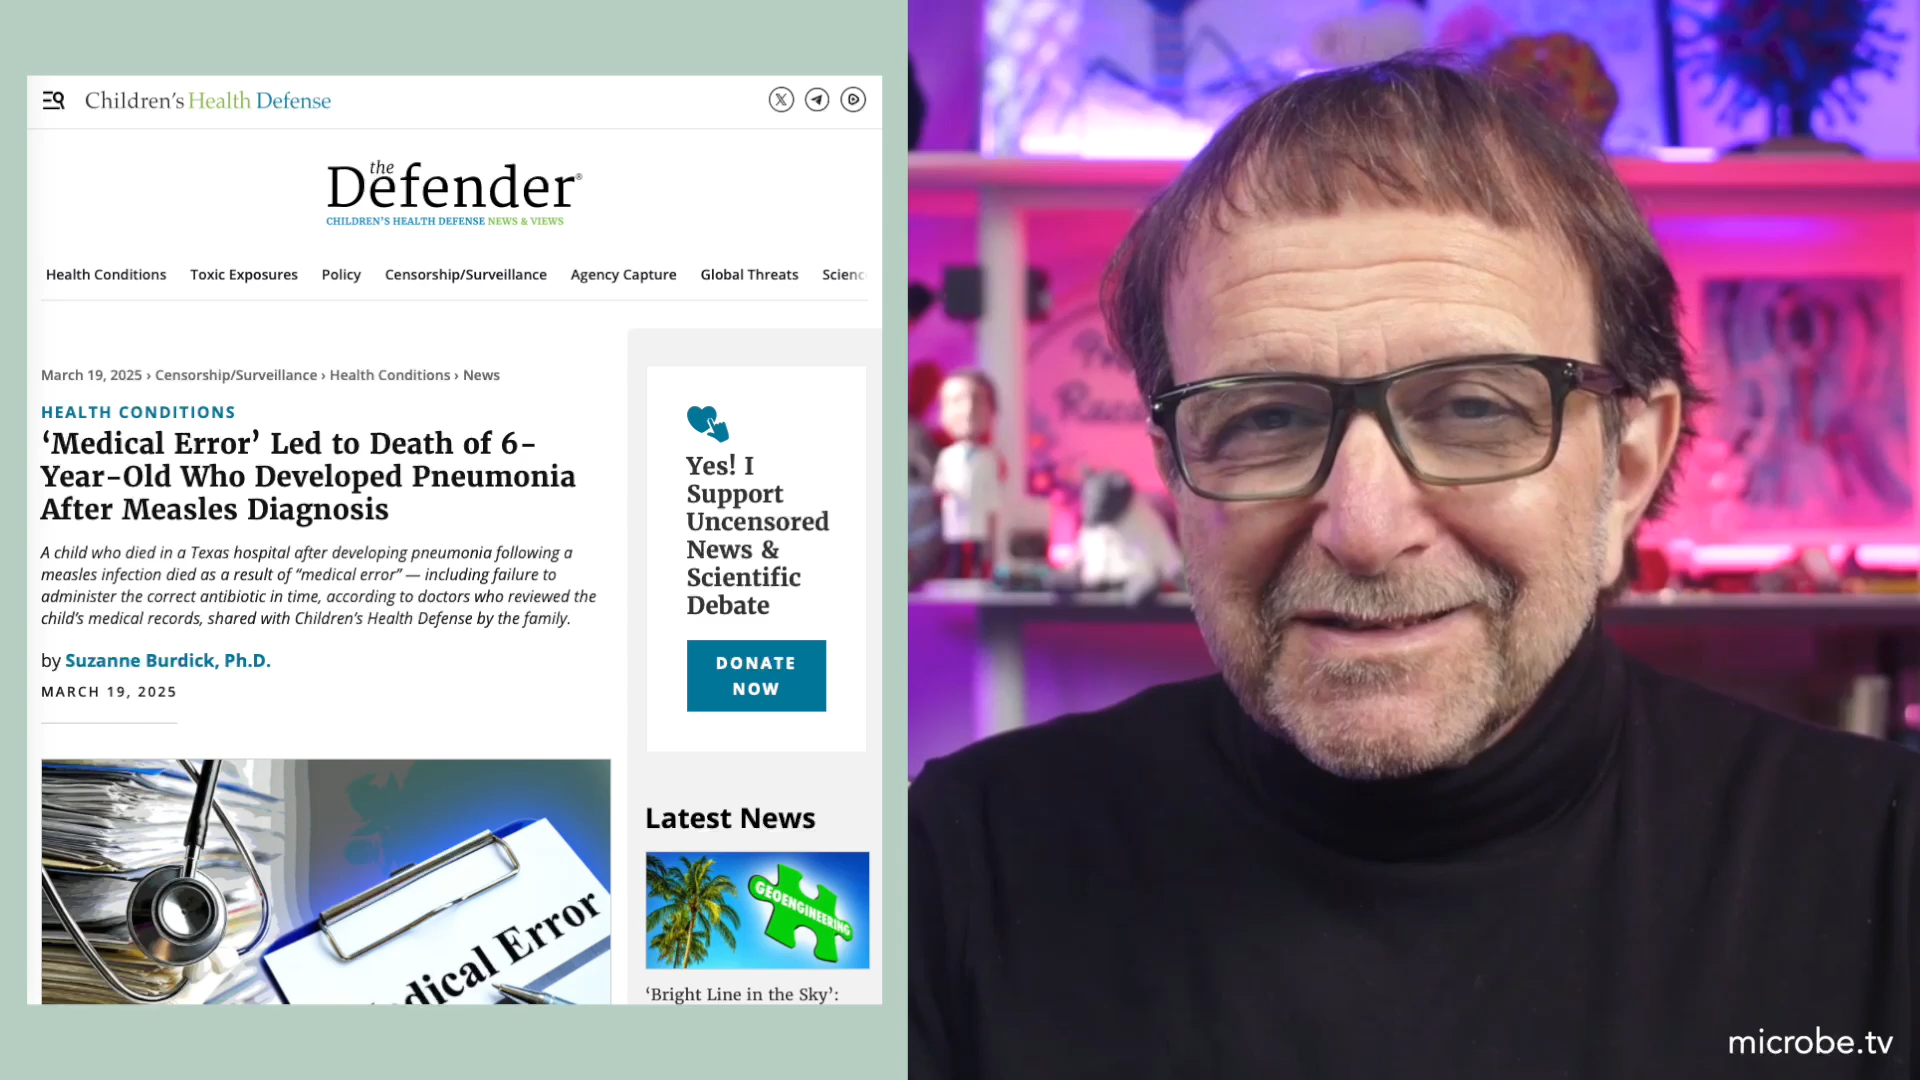 Children's Health Defense
the
Defender®
CHILDREN'S HEALTH DEFENSE NEWS & VIEWS
Health Conditions Toxic Exposures Policy Censorship/Surveillance Agency Capture Global Threats Scienc
March 19, 2025 › Censorship/Surveillance › Health Conditions › News
HEALTH CONDITIONS
‘Medical Error’ Led to Death of 6-
Year-Old Who Developed Pneumonia
After Measles Diagnosis
A child who died in a Texas hospital after developing pneumonia following a
measles infection died as a result of “medical error” — including failure to
administer the correct antibiotic in time, according to doctors who reviewed the
child’s medical records, shared with Children’s Health Defense by the family.
by Suzanne Burdick, Ph.D.
MARCH 19, 2025
dical Error
Yes! I
Support
Uncensored
News &
Scientific
Debate
DONATE
NOW
Latest News
GEOENGINEERING
‘Bright Line in the Sky’:
microbe.tv